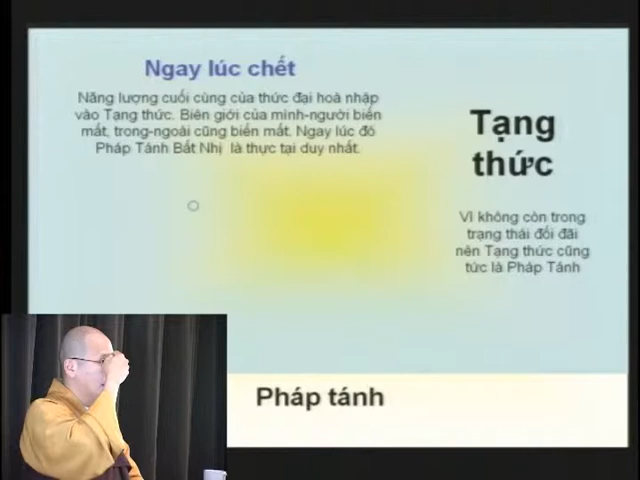 Ngay lúc chết
Năng lượng cuối cùng của thức đại hoà nhập
vào Tạng thức. Biên giới của mình-người biến
mất, trong-ngoài cũng biến mất. Ngay lúc đó
Pháp Tánh Bất Nhị là thực tại duy nhất.
Tạng
thức
Vì không còn trong
trạng thái đối đãi
nên Tạng thức cũng
tức là Pháp Tánh
Pháp tánh